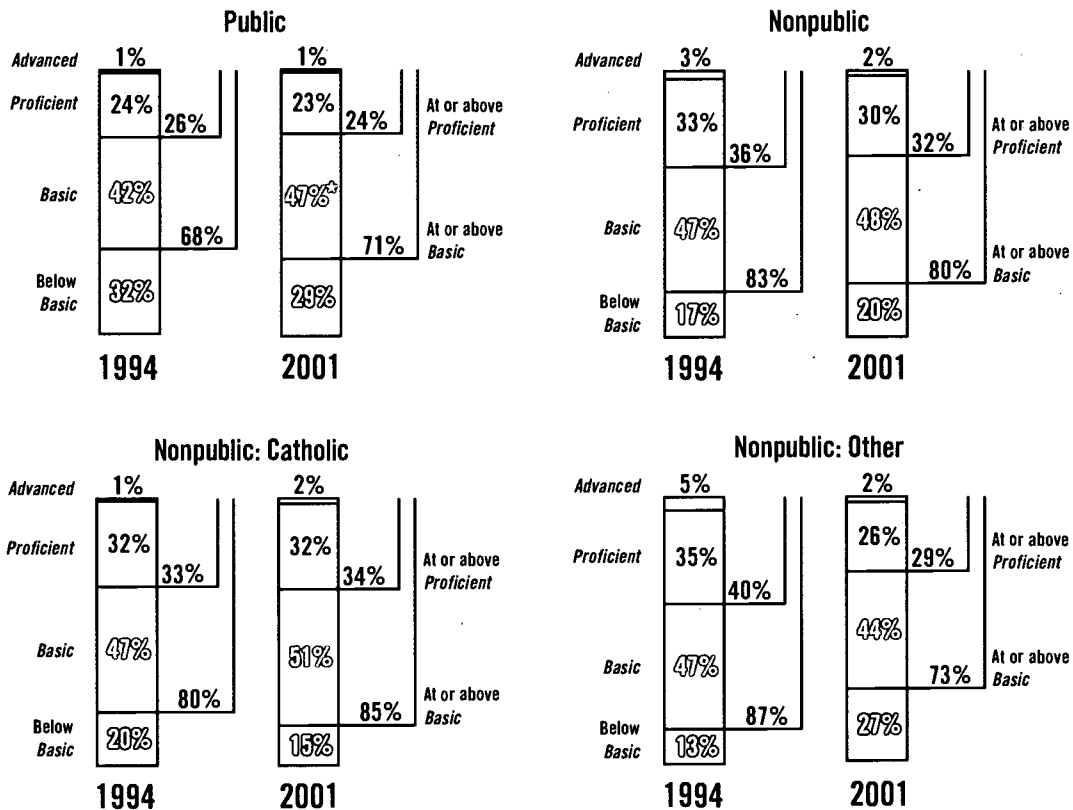 Public
Advanced 1% 1%
Proficient 24% 23% At or above
26% 24% Proficient
Basic 42% 47%*
68% 71% At or above
Basic
Below
Basic 32% 29%
1994 2001
Nonpublic
Advanced 3% 2%
Proficient 33% 30% At or above
36% 32% Proficient
Basic 47% 48%
83% 80% At or above
Basic
Below
Basic 17% 20%
1994 2001
Nonpublic: Catholic
Advanced 1% 2%
Proficient 32% 32% At or above
33% 34% Proficient
Basic 47% 51%
80% 85% At or above
Basic
Below
Basic 20% 15%
1994 2001
Nonpublic: Other
Advanced 5% 2%
Proficient 35% 26% At or above
40% 29% Proficient
Basic 47% 44%
87% 73% At or above
Basic
Below
Basic 13% 27%
1994 2001